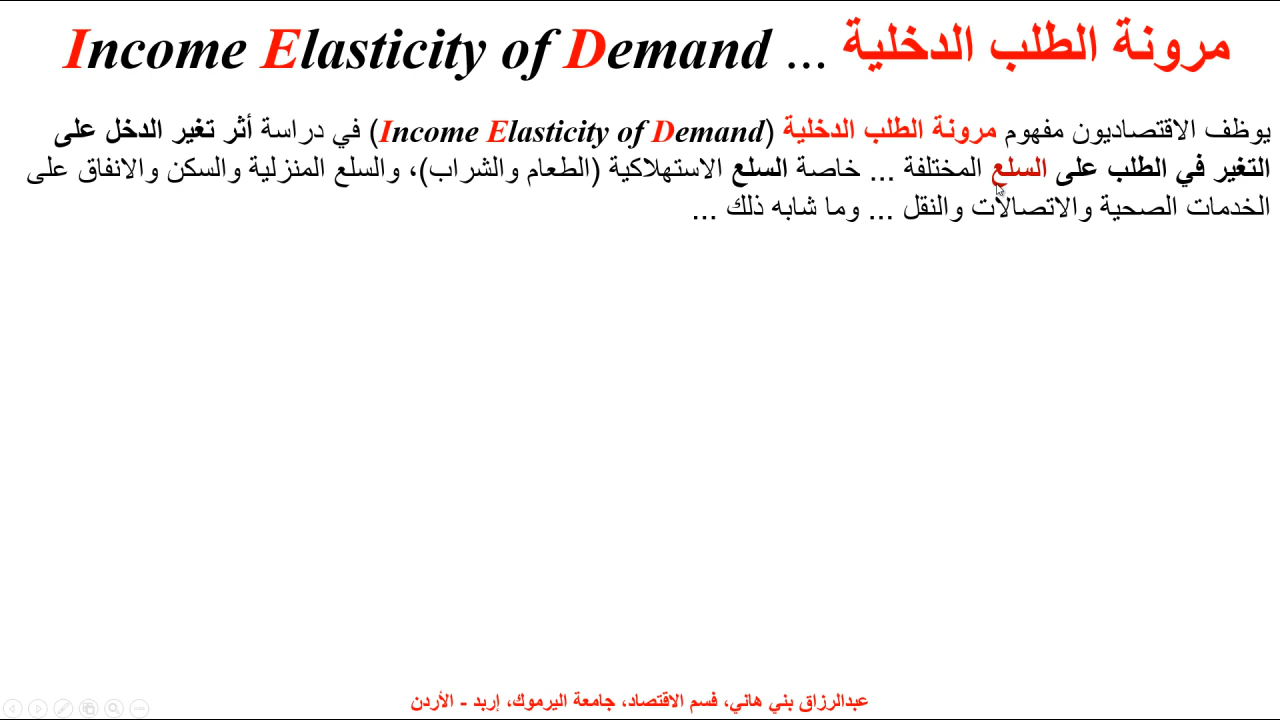 مرونة الطلب الدخلية ... Income Elasticity of Demand
يوظف الاقتصاديون مفهوم مرونة الطلب الدخلية (Income Elasticity of Demand) في دراسة أثر تغير الدخل على
التغير في الطلب على السلع المختلفة ... خاصة السلع الاستهلاكية (الطعام والشراب)، والسلع المنزلية والسكن والانفاق على
الخدمات الصحية والاتصالات والنقل ... وما شابه ذلك ...
عبدالرزاق بني هاني، قسم الاقتصاد، جامعة اليرموك، إربد - الأردن